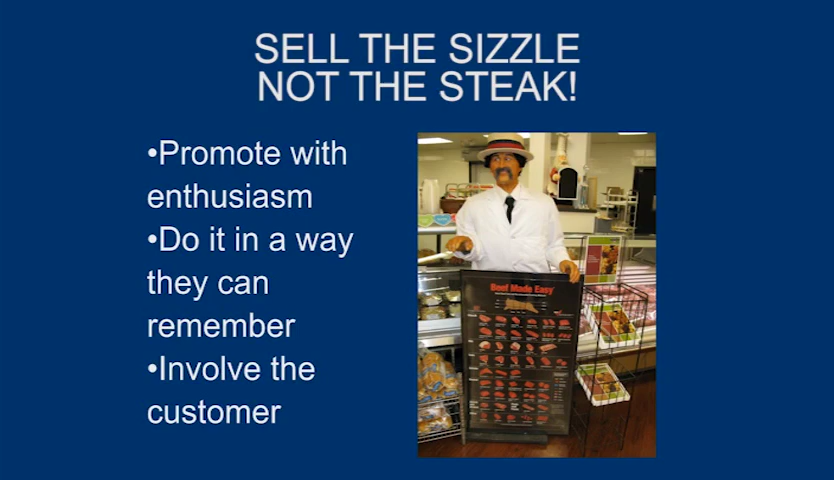 SELL THE SIZZLE
NOT THE STEAK!
•Promote with
enthusiasm
•Do it in a way
they can
remember
•Involve the
customer
Beef Made Easy